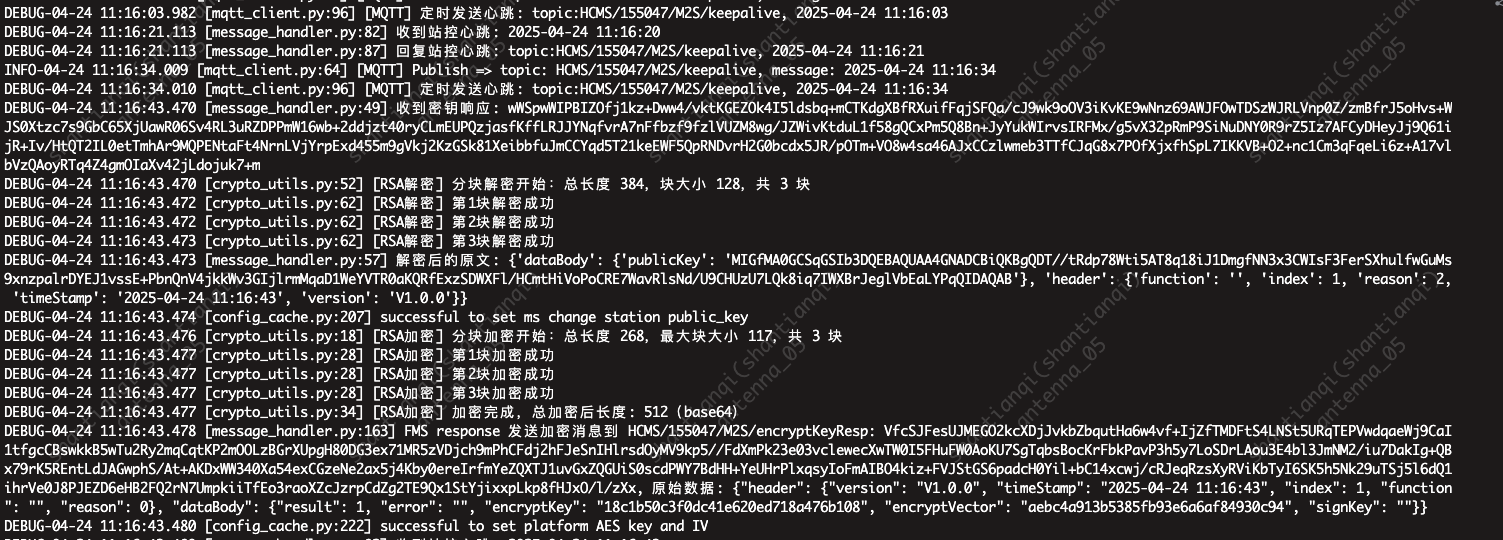 DEBUG-04-24 11:16:03.982 [mqtt_client.py:96] [MQTT] 定时发送心跳: topic:HCMS/155047/M2S/keepalive, 2025-04-24 11:16:03
DEBUG-04-24 11:16:21.113 [message_handler.py:82] 收到站控心跳: 2025-04-24 11:16:20
DEBUG-04-24 11:16:21.113 [message_handler.py:87] 回复站控心跳: topic:HCMS/155047/M2S/keepalive, 2025-04-24 11:16:21
INFO-04-24 11:16:34.009 [mqtt_client.py:64] [MQTT] Publish => topic: HCMS/155047/M2S/keepalive, message: 2025-04-24 11:16:34
DEBUG-04-24 11:16:34.010 [mqtt_client.py:96] [MQTT] 定时发送心跳: topic:HCMS/155047/M2S/keepalive, 2025-04-24 11:16:34
DEBUG-04-24 11:16:43.470 [message_handler.py:49] 收到密钥响应: wWSpwWIPBIZOfj1kz+Dww4/vktKGEZOk4I5ldsbq+mCTKdgXBfRXuifFqjSFQa/cJ9wk9oOV3iKvKE9wNnz69AWJFOwTDSzWJRLVnp0Z/zmBfrJ5oHvs+W
JS0Xtzc7s9GbC65XjUawR06Sv4RL3uRZDPPmW16wb+2ddjzt40ryCLmEUPQzjasfKffLRJJYNqfvrA7nFfbzf9fzlVUZM8wg/JZWivKtduL1f58gQCxPm5Q8Bn+JyYukWIrvsIRFMx/g5vX32pRmP9SiNuDNY0R9rZ5Iz7AFCyDHeyJj9Q61i
jR+Iv/HtQT2IL0etTmhAr9MQPENtaFt4NrnLVjYrpExd455m9gVkj2KzGSk81XeibbfuJmCCYqd5T21keEWF5QpRNDvrH2G0bcdx5JR/pOTm+VO8w4sa46AJxCCzlwmeb3TTfCJqG8x7POfXjxfhSpL7IKKVB+O2+nc1Cm3qFqeLi6z+A17vl
bVzQAoyRTq4Z4gmOIaXv42jLdojuk7+m
DEBUG-04-24 11:16:43.470 [crypto_utils.py:52] [RSA解密] 分块解密开始: 总长度 384, 块大小 128, 共 3 块
DEBUG-04-24 11:16:43.472 [crypto_utils.py:62] [RSA解密] 第1块解密成功
DEBUG-04-24 11:16:43.472 [crypto_utils.py:62] [RSA解密] 第2块解密成功
DEBUG-04-24 11:16:43.473 [crypto_utils.py:62] [RSA解密] 第3块解密成功
DEBUG-04-24 11:16:43.473 [message_handler.py:57] 解密后的原文: {'dataBody': {'publicKey': 'MIGfMA0GCSqGSIb3DQEBAQUAA4GNADCBiQKBgQDT//tRdp78Wti5AT8q18iJ1DmgfNN3x3CWIsF3FerSXhulfwGuMs
9xnzpalrDYEJ1vssE+PbnQnV4jkkWv3GIjlrmMqaD1WeYVTR0aKQRfExzSDWXFl/HCmtHiVoPoCRE7WavRlsNd/U9CHUzU7LQk8iq7IWXBrJeglVbEaLYPqQIDAQAB'}, 'header': {'function': '', 'index': 1, 'reason': 2,
'timeStamp': '2025-04-24 11:16:43', 'version': 'V1.0.0'}}
DEBUG-04-24 11:16:43.474 [config_cache.py:207] successful to set ms change station public_key
DEBUG-04-24 11:16:43.476 [crypto_utils.py:18] [RSA加密] 分块加密开始: 总长度 268, 最大块大小 117, 共 3 块
DEBUG-04-24 11:16:43.477 [crypto_utils.py:28] [RSA加密] 第1块加密成功
DEBUG-04-24 11:16:43.477 [crypto_utils.py:28] [RSA加密] 第2块加密成功
DEBUG-04-24 11:16:43.477 [crypto_utils.py:28] [RSA加密] 第3块加密成功
DEBUG-04-24 11:16:43.477 [crypto_utils.py:34] [RSA加密] 加密完成, 总加密后长度: 512 (base64)
DEBUG-04-24 11:16:43.478 [message_handler.py:163] FMS response 发送加密消息到 HCMS/155047/M2S/encryptKeyResp: VfcSJFesUJMEGO2kcXDjJvkbZbqutHa6w4vf+IjZfTMDFtS4LNSt5URqTEPVwdqaeWj9CaI
1tfgcCBswkkB5wTu2Ry2mqCqtKP2mOOLzBGrXUpgH80DG3ex71MR5zVDjch9mPhCFdj2hFJeSnIHlrsdOyMV9kp5//FdXmPk23e03vclewecXwTW0I5FHuFW0AoKU7SgTqbsBocKrFbkPavP3h5y7LoSDrLAou3E4bl3JmNM2/iu7DakIg+QB
x79rK5REntLdJAGwphS/At+AKDxWW340Xa54exCGzeNe2ax5j4Kby0ereIrfmYeZQXTJ1uvGxZQGUiS0scdPWY7BdHH+YeUHrPlxqsyIoFmAIBO4kiz+FVJStGS6padcH0Yil+bC14xcwj/cRJeqRzsXyRViKbTyI6SK5h5Nk29uTSj5l6dQ1
ihrVe0J8PJEZD6eHB2FQ2rN7UmpkiiTfEo3raoXZcJzrpCdZg2TE9Qx1StYjixxpLkp8fHJxO/l/zXx, 原始数据: {"header": {"version": "V1.0.0", "timeStamp": "2025-04-24 11:16:43", "index": 1, "function
": "", "reason": 0}, "dataBody": {"result": 1, "error": "", "encryptKey": "18c1b50c3f0dc41e620ed718a476b108", "encryptVector": "aebc4a913b5385fb93e6a6af84930c94", "signKey": ""}}
DEBUG-04-24 11:16:43.480 [config_cache.py:222] successful to set platform AES key and IV